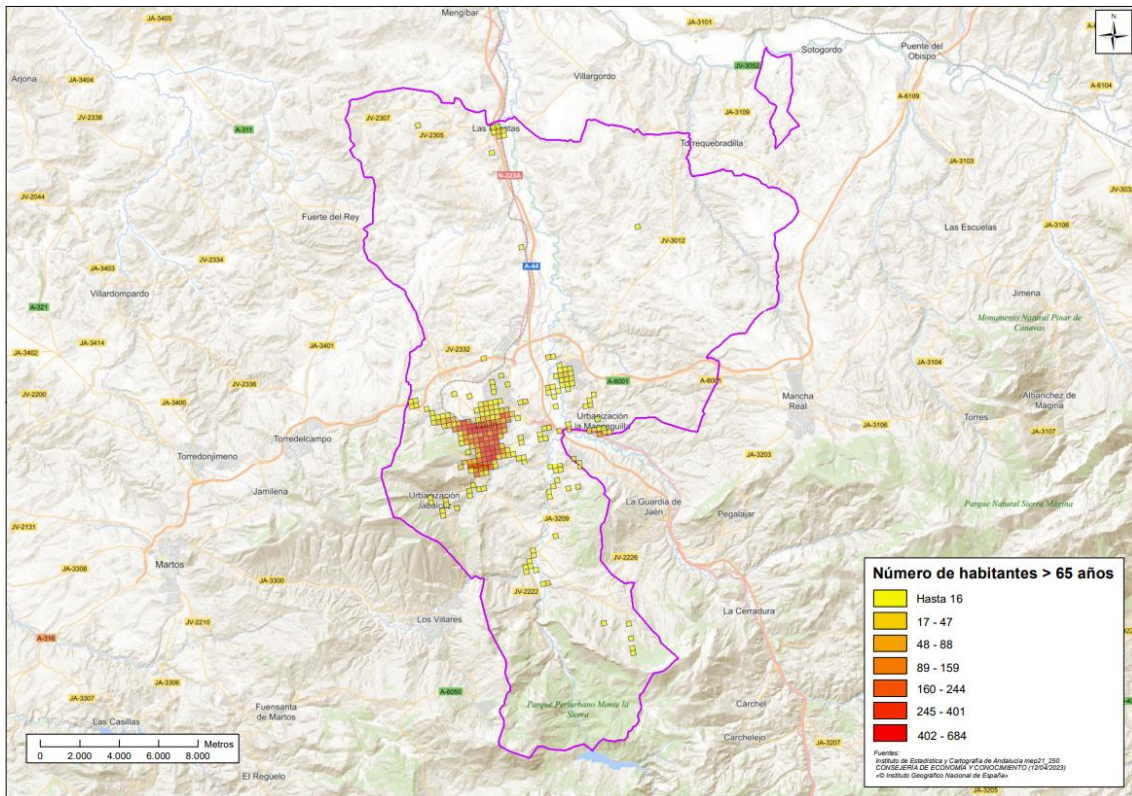 JA-3405
Mengíbar
JA-3101
N
Sotogordo
Puente del
Obispo
JV-3052
Arjona
JA-3404
Villargordo
A-6104
A-6109
JV-2338
JV-2307
JA-3109
A-311
JV-2305
Torrequebradilla
JA-3103
N-323A
JV-2044
JV-3032
Fuerte del Rey
Las Escuelas
JA-3108
JV-3012
JV-2334
JA-3403
A-44
Villardompardo
Jimena
A-321
Monumento Natural Pinar de
Canavas
JA-3414
JA-3401
JA-3402
JV-2332
JA-3104
JV-2336
A-6001
A-6001
JV-2200
Albanchez de
Mágina
JA-3400
Mancha
Real
Urbanización
Torres
JA-3106
JA-3107
Torredelcampo
Torredonjimeno
JA-3203
Jamilena
Urbanización
Jabalcuz
La Guardia de
Jaén
Parque Natural Sierra Mágina
Pegalajar
JV-2131
JA-3209
Martos
JV-2226
JA-3308
JA-3300
JV-2222
La Cerradura
JV-2210
Los Villares
A-316
JA-3306
A-6050
JA-3307
Fuensanta
de Martos
Parque Periurbano Monte la
Sierra
Cárchel
Las Casillas
Carchelejo
JA-3207
El Regüelo
JA-3205
Metros
0 2.000 4.000 6.000 8.000
Número de habitantes > 65 años
Hasta 16
17 - 47
48 - 88
89 - 159
160 - 244
245 - 401
402 - 684
Fuentes:
Instituto de Estadística y Cartografía de Andalucía mep21_250
CONSEJERÍA DE ECONOMÍA Y CONOCIMIENTO (12/04/2023)
«© Instituto Geográfico Nacional de España»